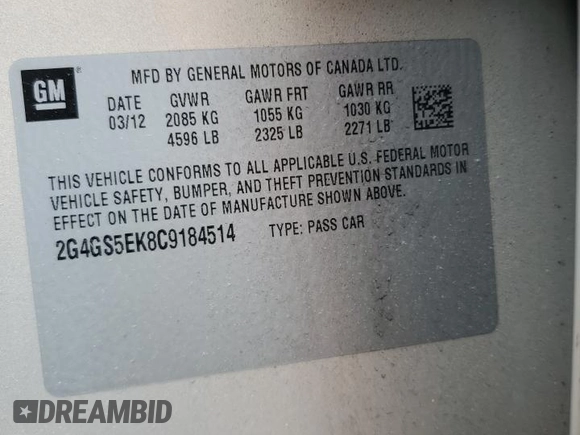 GM
MFD BY GENERAL MOTORS OF CANADA LTD.
DATE GVWR GAWR FRT GAWR RR
03/12 2085 KG 1055 KG 1030 KG
4596 LB 2325 LB 2271 LB
THIS VEHICLE CONFORMS TO ALL APPLICABLE U.S. FEDERAL MOTOR
VEHICLE SAFETY, BUMPER, AND THEFT PREVENTION STANDARDS IN
EFFECT ON THE DATE OF MANUFACTURE SHOWN ABOVE.
2G4GS5EK8C9184514 TYPE: PASS CAR
DREAMBID